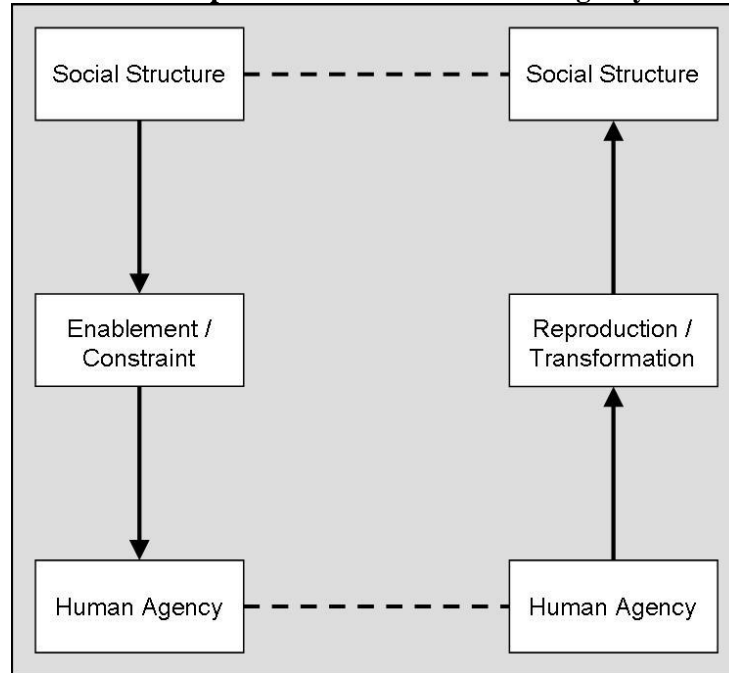 Social Structure
Social Structure
Enablement /
Constraint
Reproduction /
Transformation
Human Agency
Human Agency